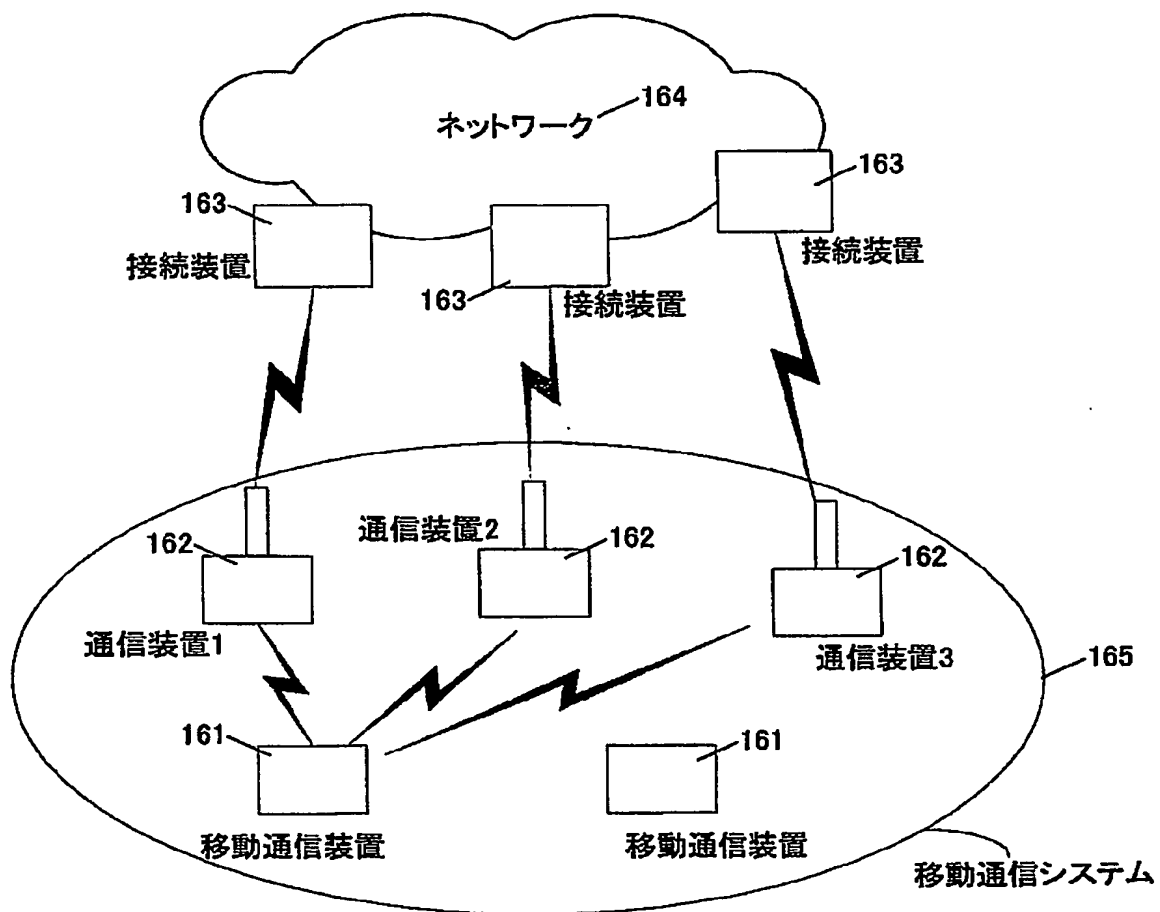 ネットワーク
164
163
163
接続装置
接続装置
163
接続装置
通信装置2
162
162
162
通信装置1
通信装置3
165
161
161
移動通信装置
移動通信装置
移動通信システム